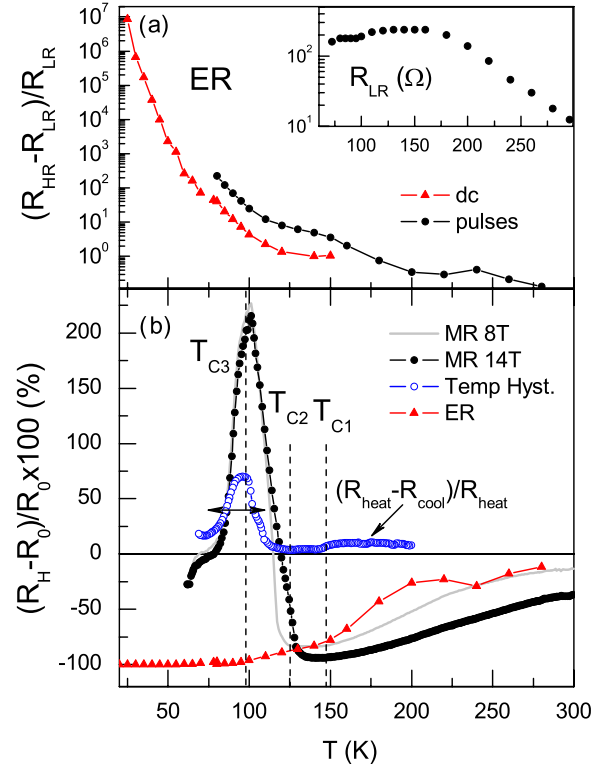 (a)
ER
(R_HR-R_LR)/R_LR
10^7
10^6
10^5
10^4
10^3
10^2
10^1
10^0
R_LR (Ω)
10^2
10^1
100 150 200 250
dc
pulses
(b)
(R_H-R_0)/R_0x100 (%)
200
150
100
50
0
-50
-100
T_C3
T_C2
T_C1
MR 8T
MR 14T
Temp Hyst.
ER
(R_heat-R_cool)/R_heat
50 100 150 200 250 300
T (K)